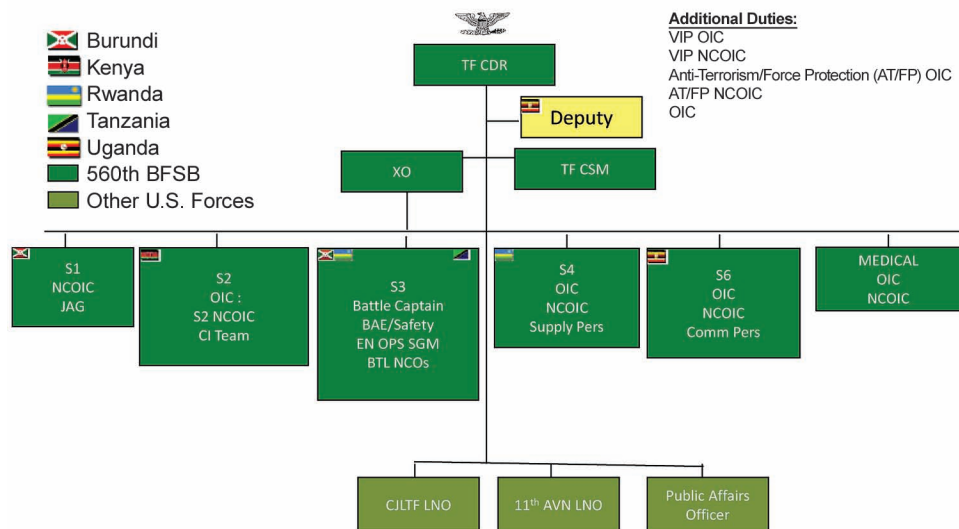 Burundi
Kenya
Rwanda
Tanzania
Uganda
560th BFSB
Other U.S. Forces
TF CDR
Additional Duties:
VIP OIC
VIP NCOIC
Anti-Terrorism/Force Protection (AT/FP) OIC
AT/FP NCOIC
OIC
Deputy
XO
TF CSM
S1
NCOIC
JAG
S2
OIC :
S2 NCOIC
CI Team
S3
Battle Captain
BAE/Safety
EN OPS SGM
BTL NCOs
S4
OIC
NCOIC
Supply Pers
S6
OIC
NCOIC
Comm Pers
MEDICAL
OIC
NCOIC
CJLTF LNO
11th AVN LNO
Public Affairs
Officer